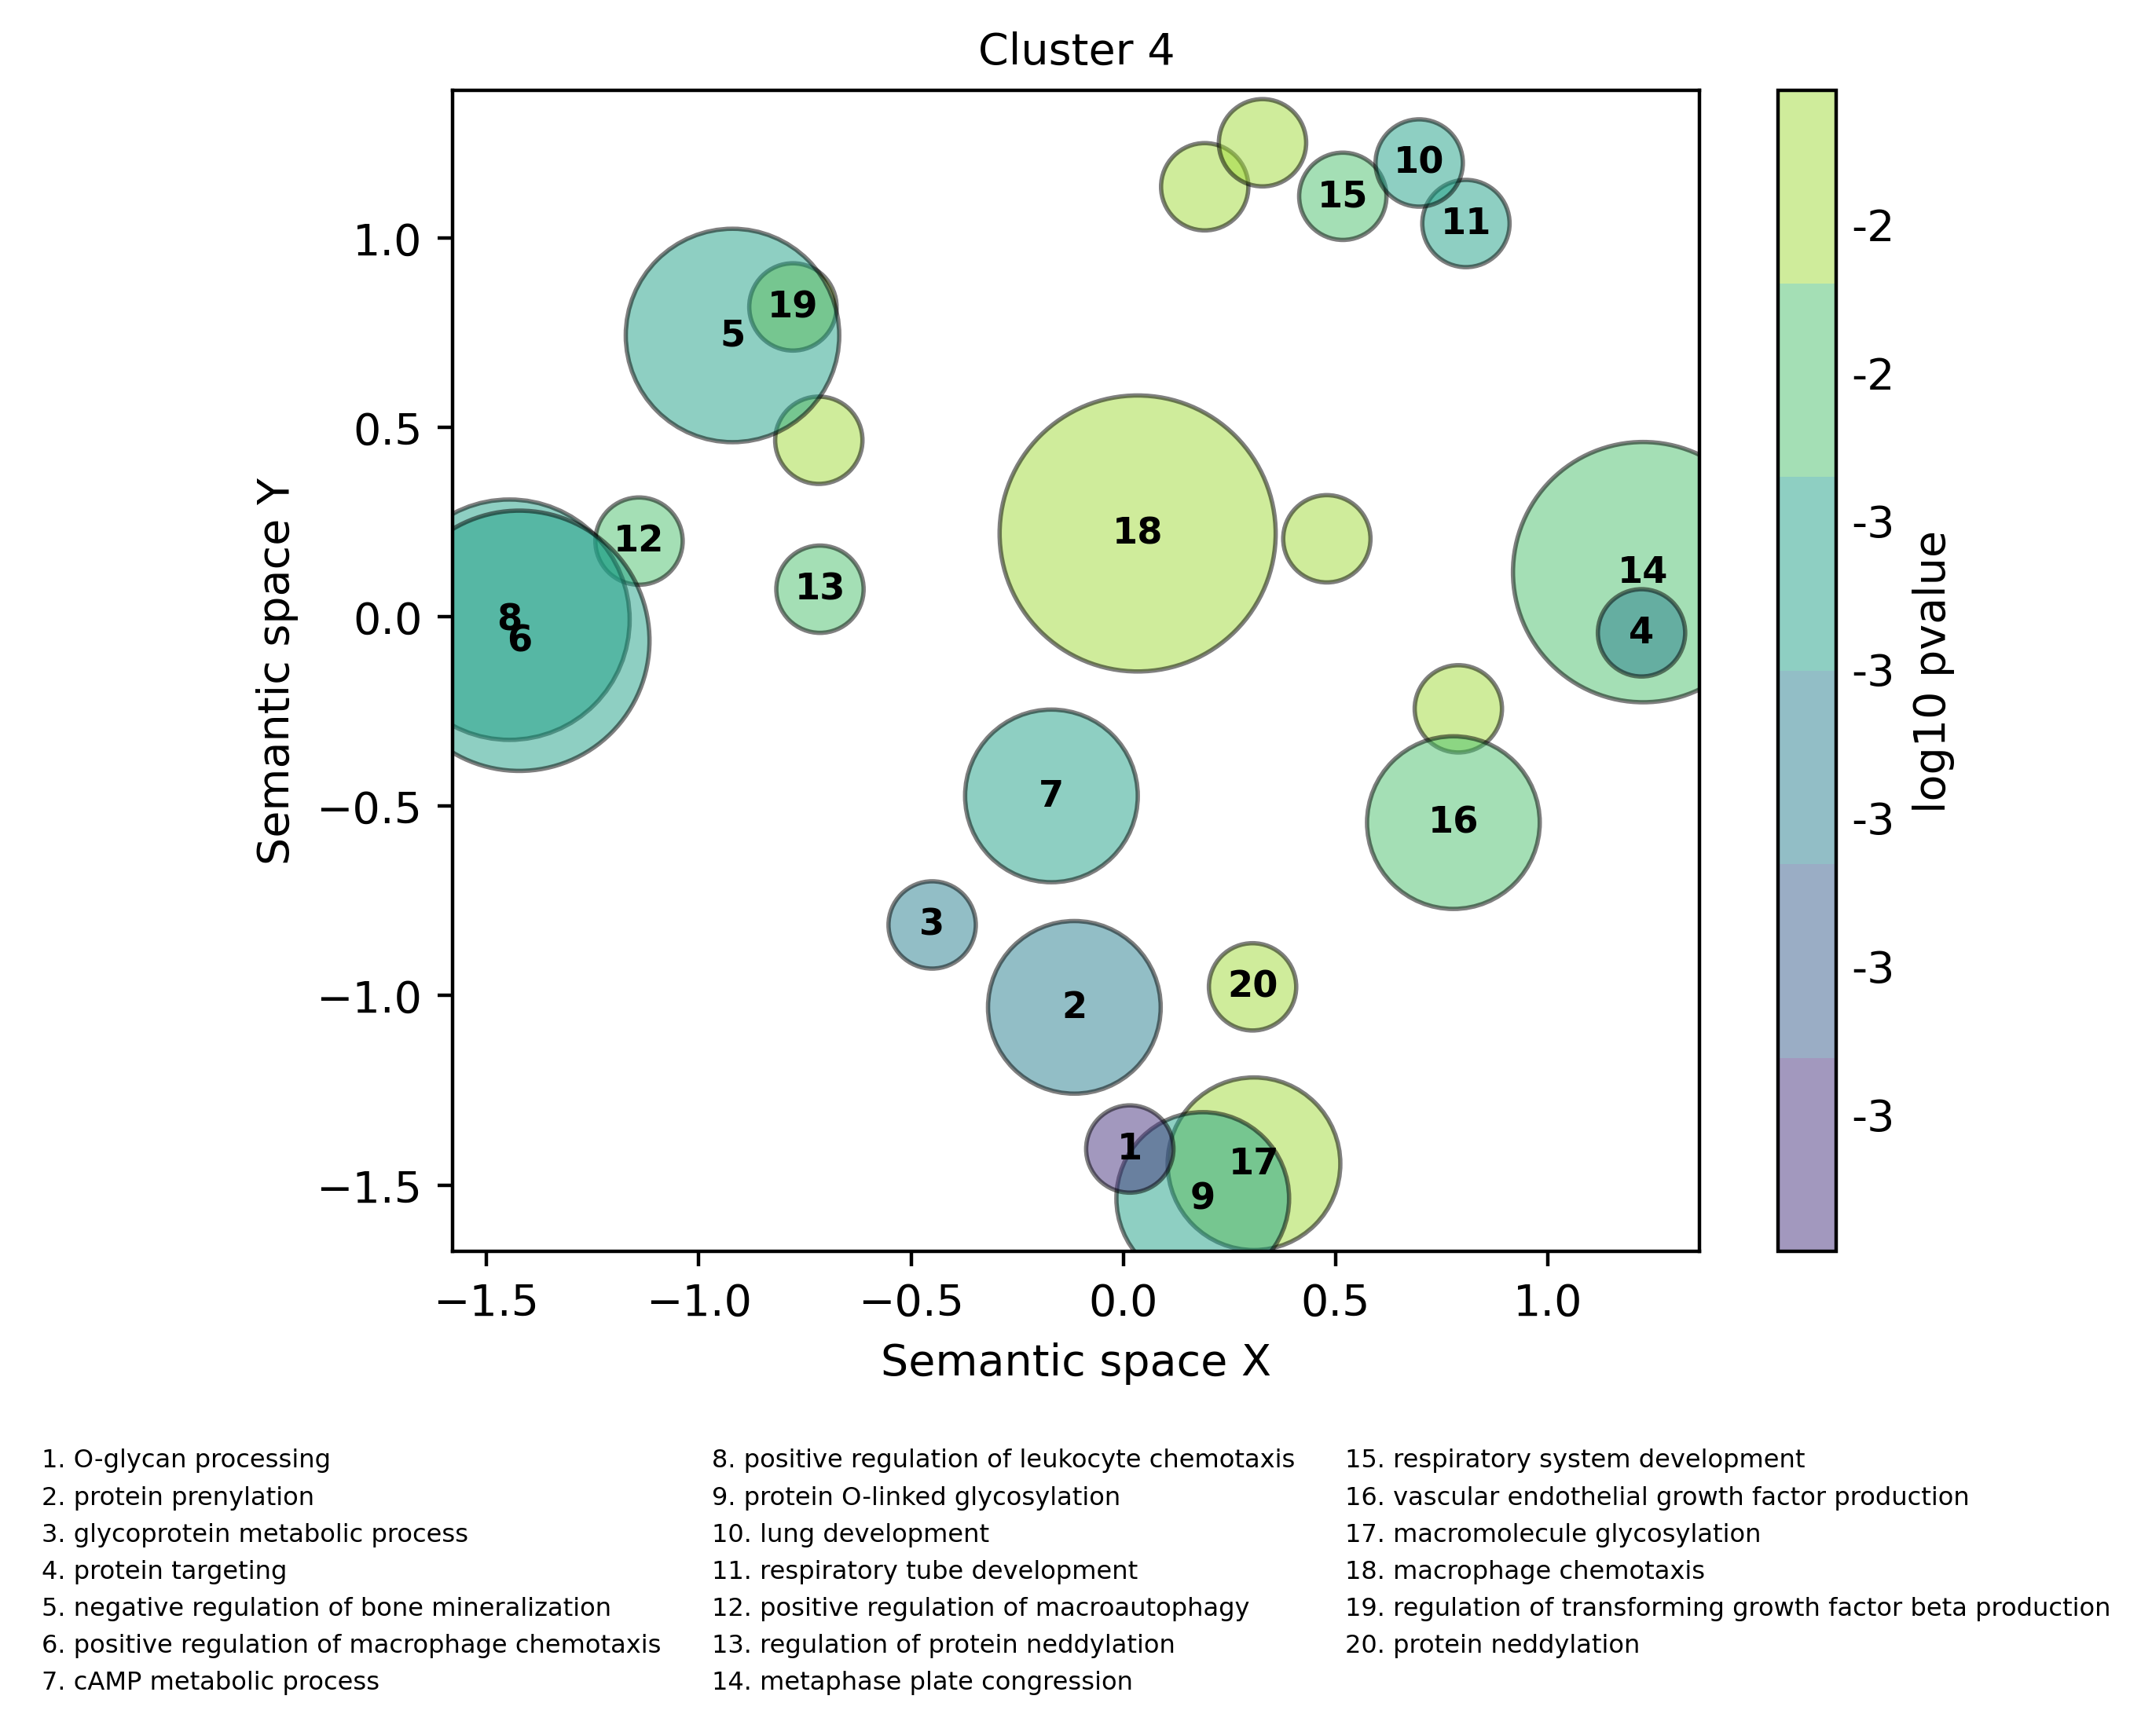 Cluster 4
10
15
11
1.0
19
5
-2
-2
0.5
18
12
13
14
4
8
6
0.0
-3
-3
Semantic space Y
log10 pvalue
7
16
−0.5
-3
3
2
20
−1.0
-3
1
17
9
−1.5
-3
−1.5 −1.0 −0.5 0.0 0.5 1.0
Semantic space X
1. O-glycan processing
2. protein prenylation
3. glycoprotein metabolic process
4. protein targeting
5. negative regulation of bone mineralization
6. positive regulation of macrophage chemotaxis
7. cAMP metabolic process
8. positive regulation of leukocyte chemotaxis
9. protein O-linked glycosylation
10. lung development
11. respiratory tube development
12. positive regulation of macroautophagy
13. regulation of protein neddylation
14. metaphase plate congression
15. respiratory system development
16. vascular endothelial growth factor production
17. macromolecule glycosylation
18. macrophage chemotaxis
19. regulation of transforming growth factor beta production
20. protein neddylation